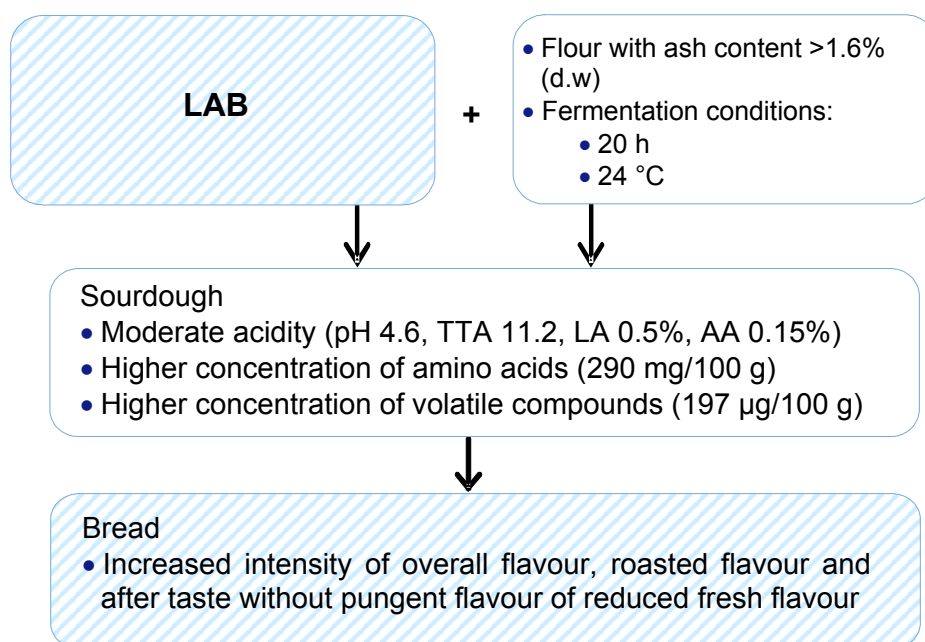 LAB
+
• Flour with ash content >1.6%
(d.w)
• Fermentation conditions:
• 20 h
• 24 °C
Sourdough
• Moderate acidity (pH 4.6, TTA 11.2, LA 0.5%, AA 0.15%)
• Higher concentration of amino acids (290 mg/100 g)
• Higher concentration of volatile compounds (197 µg/100 g)
Bread
• Increased intensity of overall flavour, roasted flavour and
after taste without pungent flavour of reduced fresh flavour